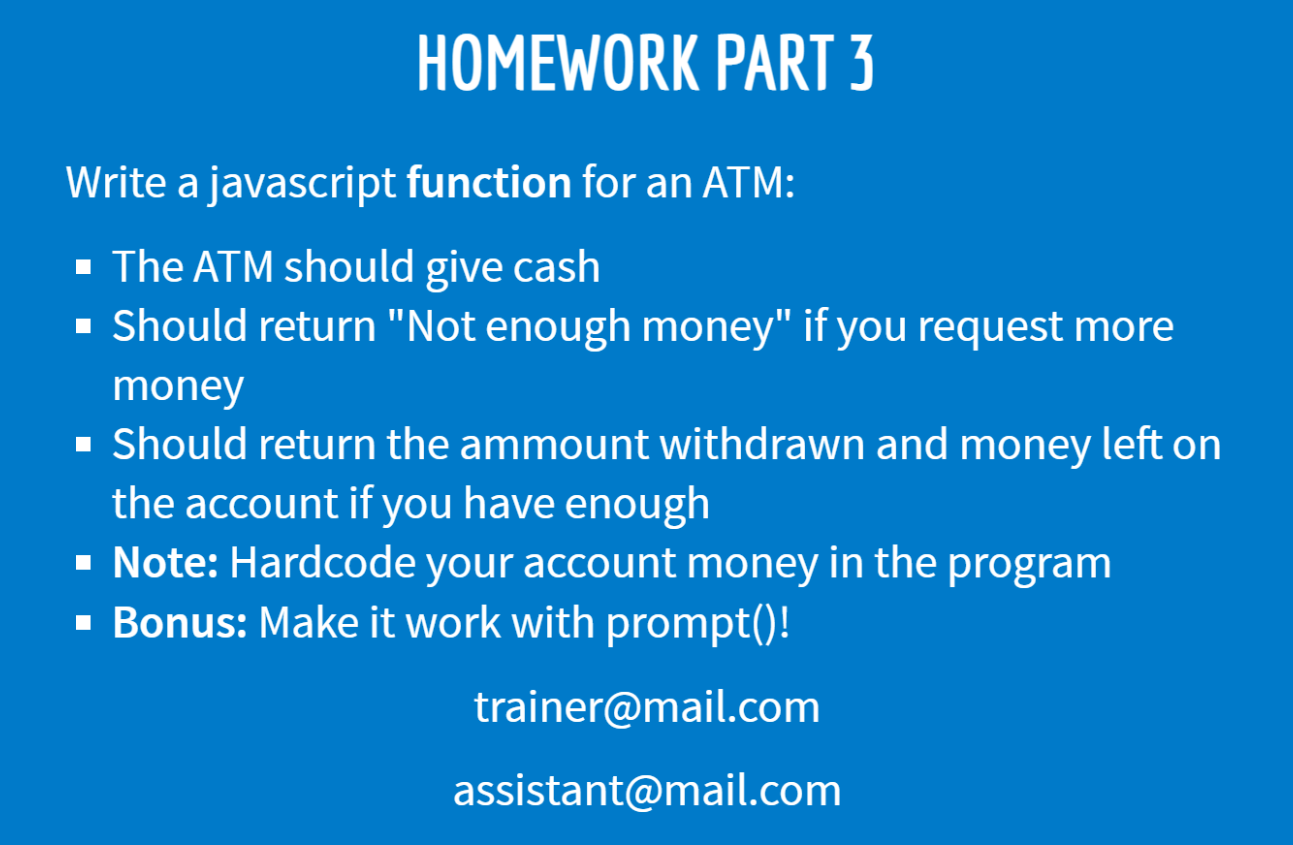 HOMEWORK PART 3
Write a javascript function for an ATM:
▪ The ATM should give cash
▪ Should return "Not enough money" if you request more
money
▪ Should return the ammount withdrawn and money left on
the account if you have enough
▪ Note: Hardcode your account money in the program
▪ Bonus: Make it work with prompt()!
trainer@mail.com
assistant@mail.com